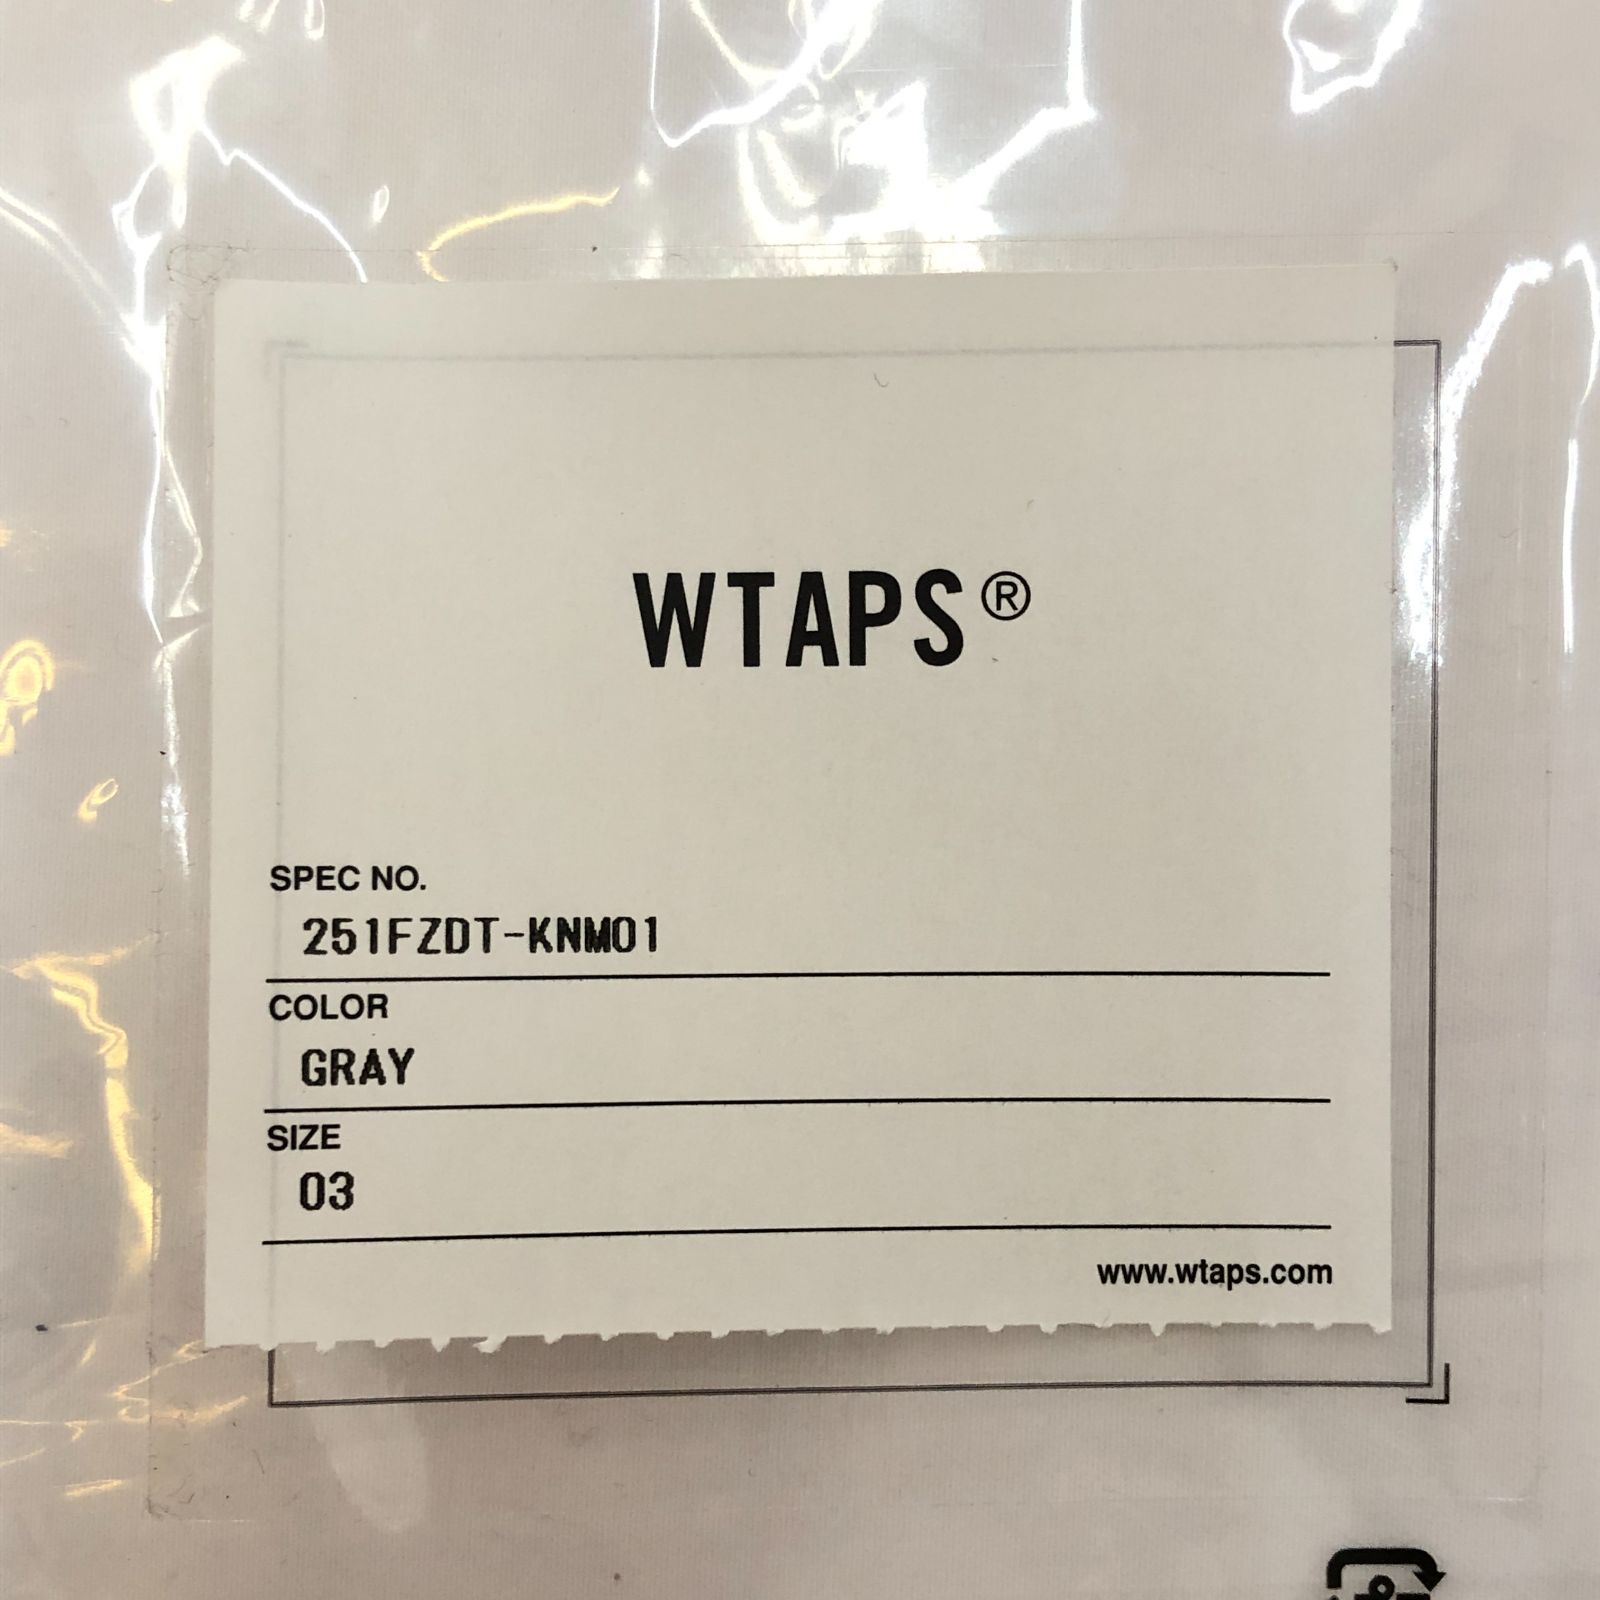 WTAPS®
SPEC NO.
251FZDT-KNM01
COLOR
GRAY
SIZE
03
www.wtaps.com